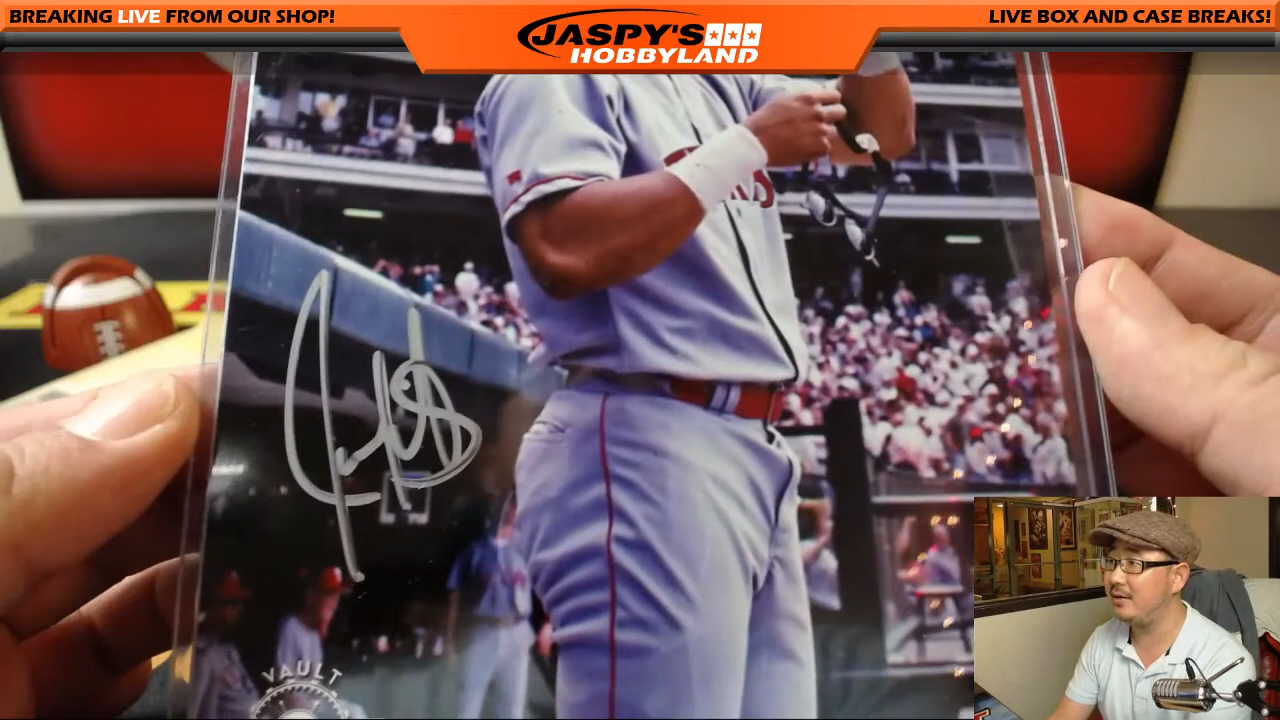 BREAKING LIVE FROM OUR SHOP!
JASPY'S
HOBBYLAND
LIVE BOX AND CASE BREAKS!
VAULT